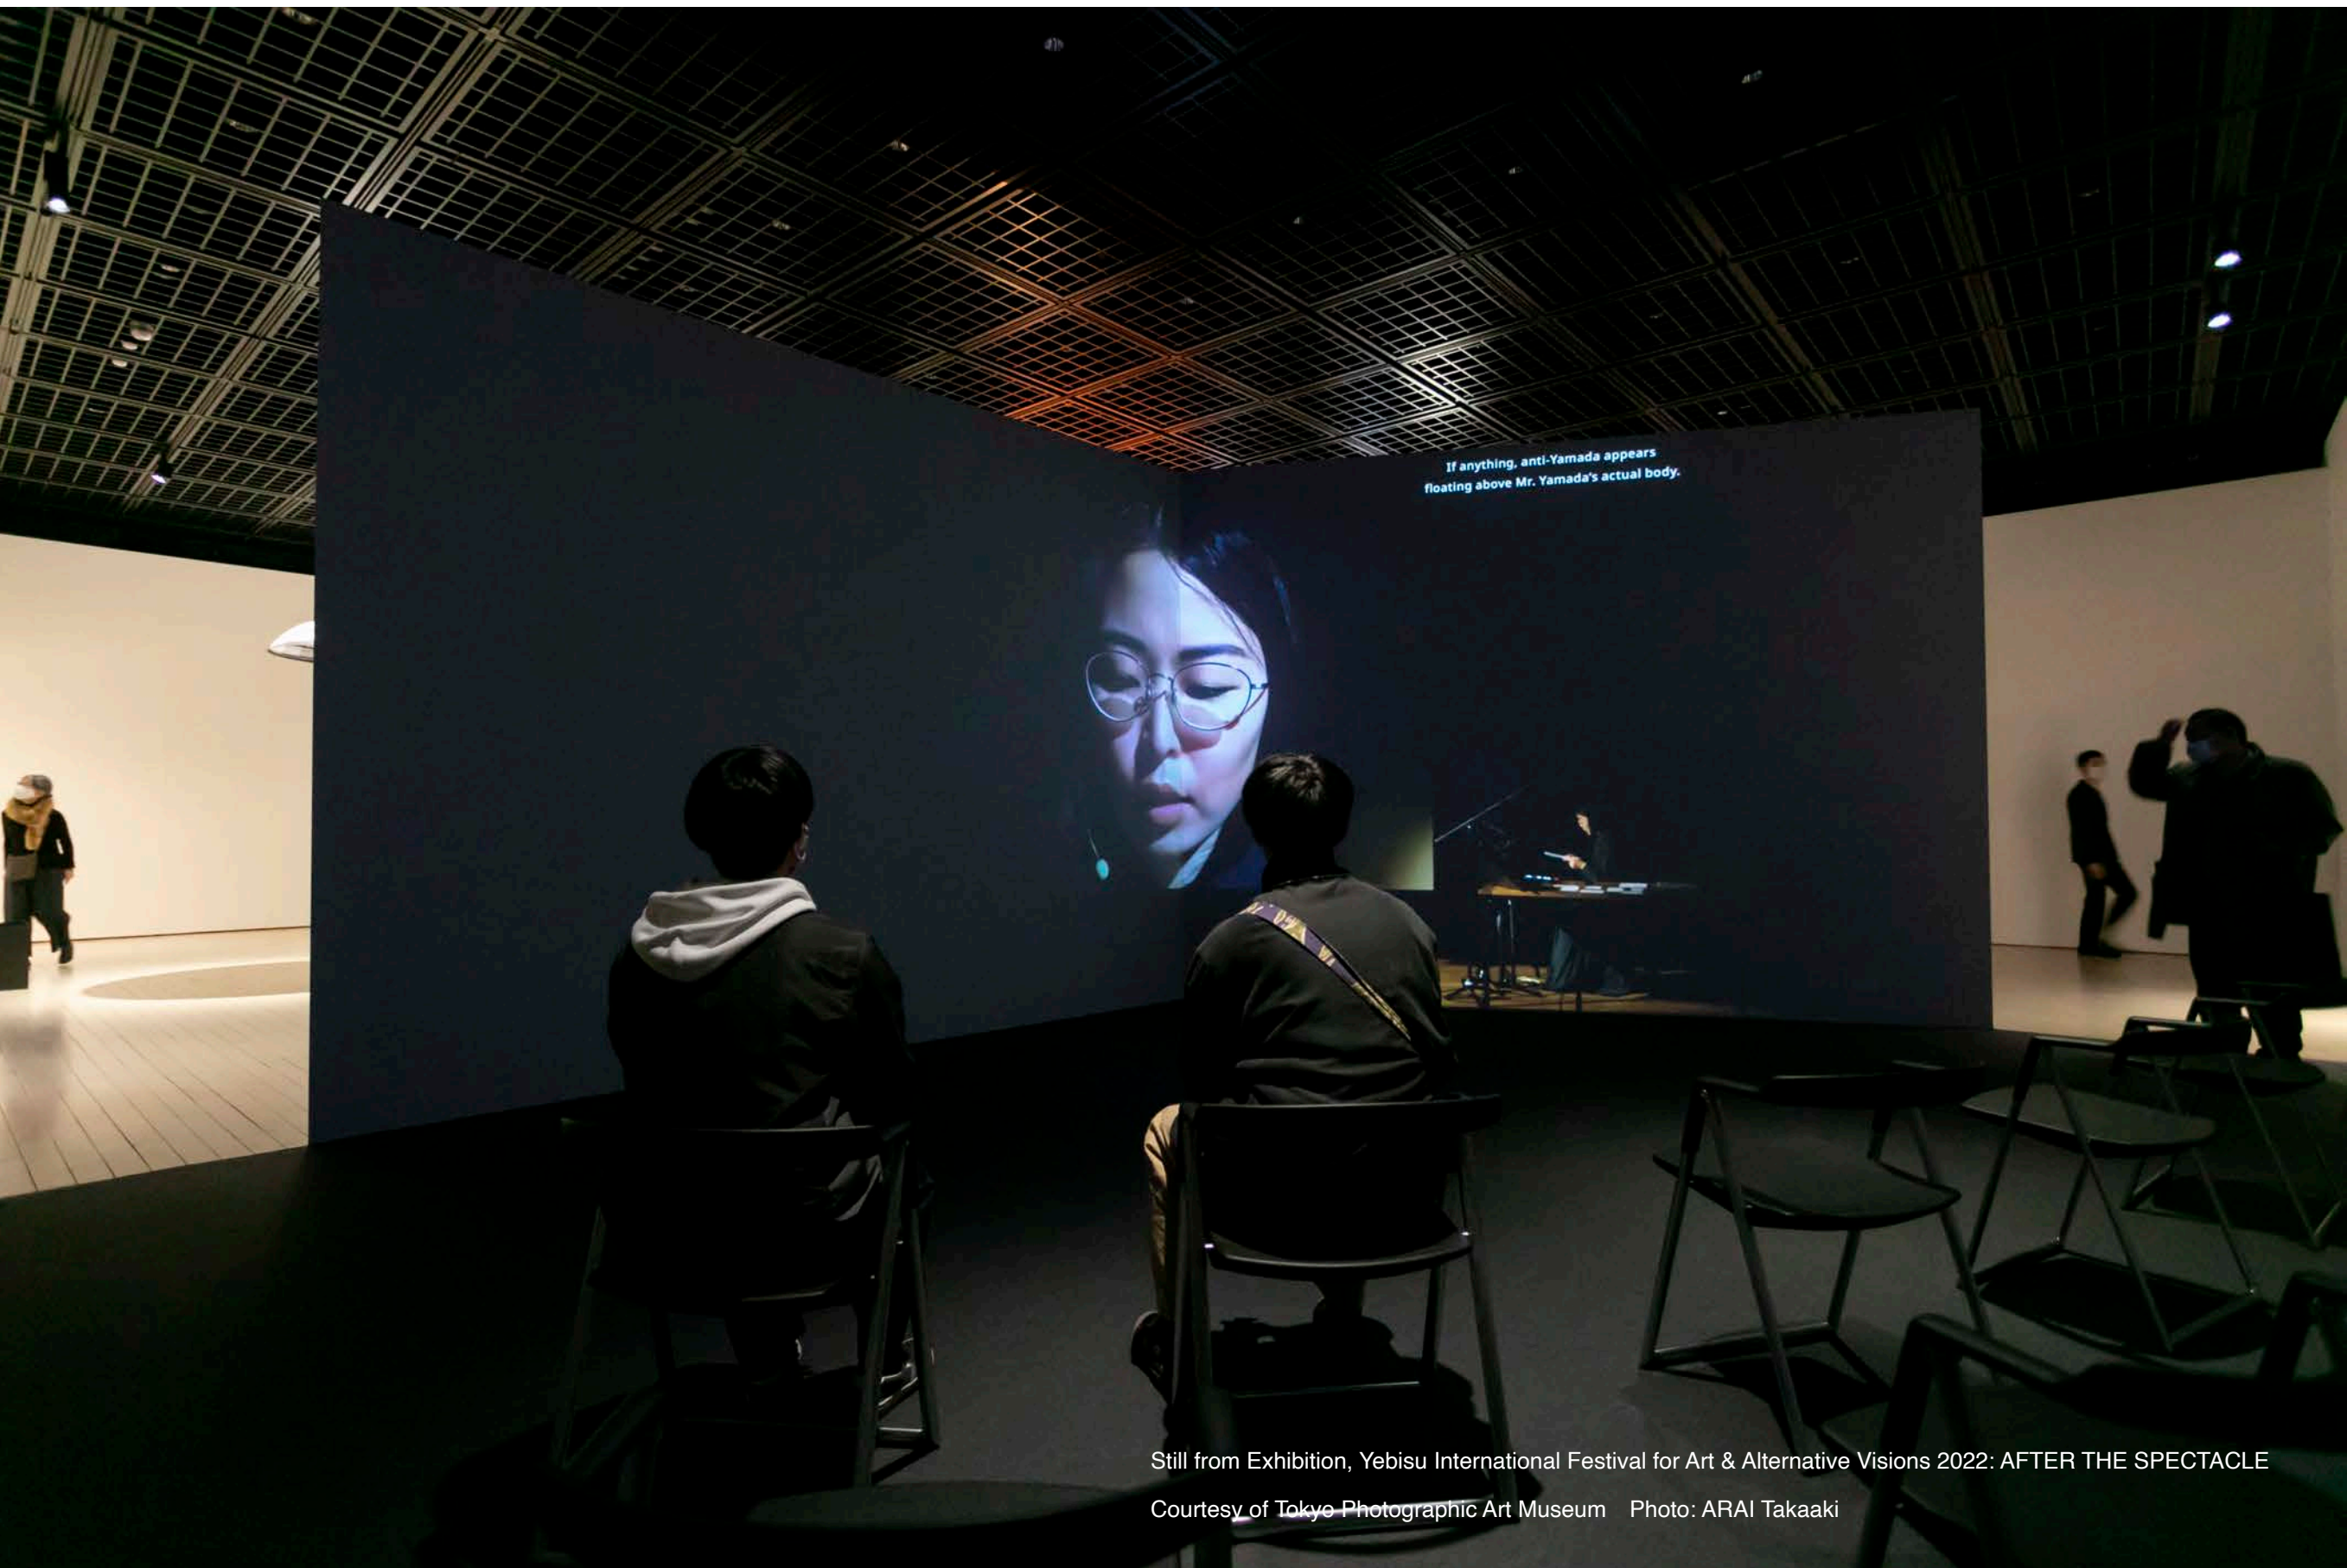 If anything, anti-Yamada appears
floating above Mr. Yamada's actual body.
Still from Exhibition, Yebisu International Festival for Art & Alternative Visions 2022: AFTER THE SPECTACLE
Courtesy of Tokyo Photographic Art Museum Photo: ARAI Takaaki